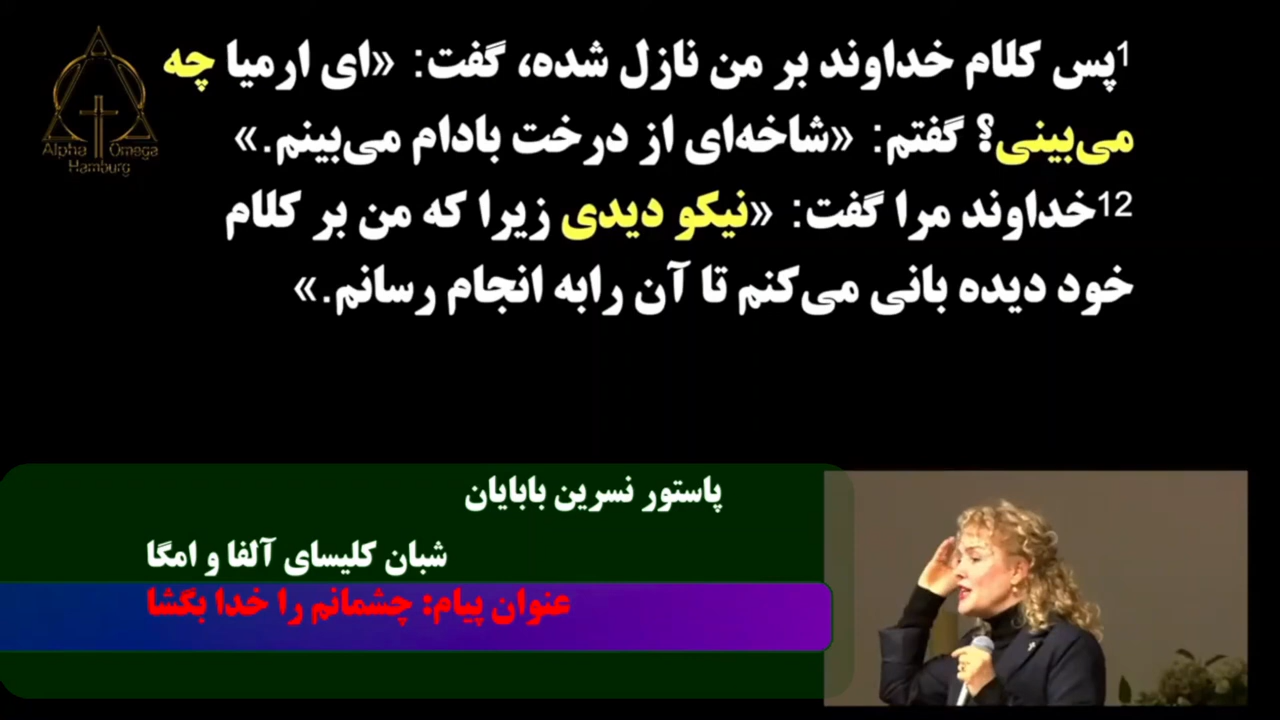 1پس کلام خداوند بر من نازل شده، گفت: «ای ارمیا چه
می‌بینی؟ گفتم: «شاخه‌ای از درخت بادام می‌بینم.»
12خداوند مرا گفت: «نیکو دیدی زیرا که من بر کلام
خود دیده بانی می‌کنم تا آن رابه انجام رسانم.»
Alpha Omega
Hamburg
پاستور نسرین بابایان
شبان کلیسای آلفا و امگا
عنوان پیام: چشمانم را خدا بگشا